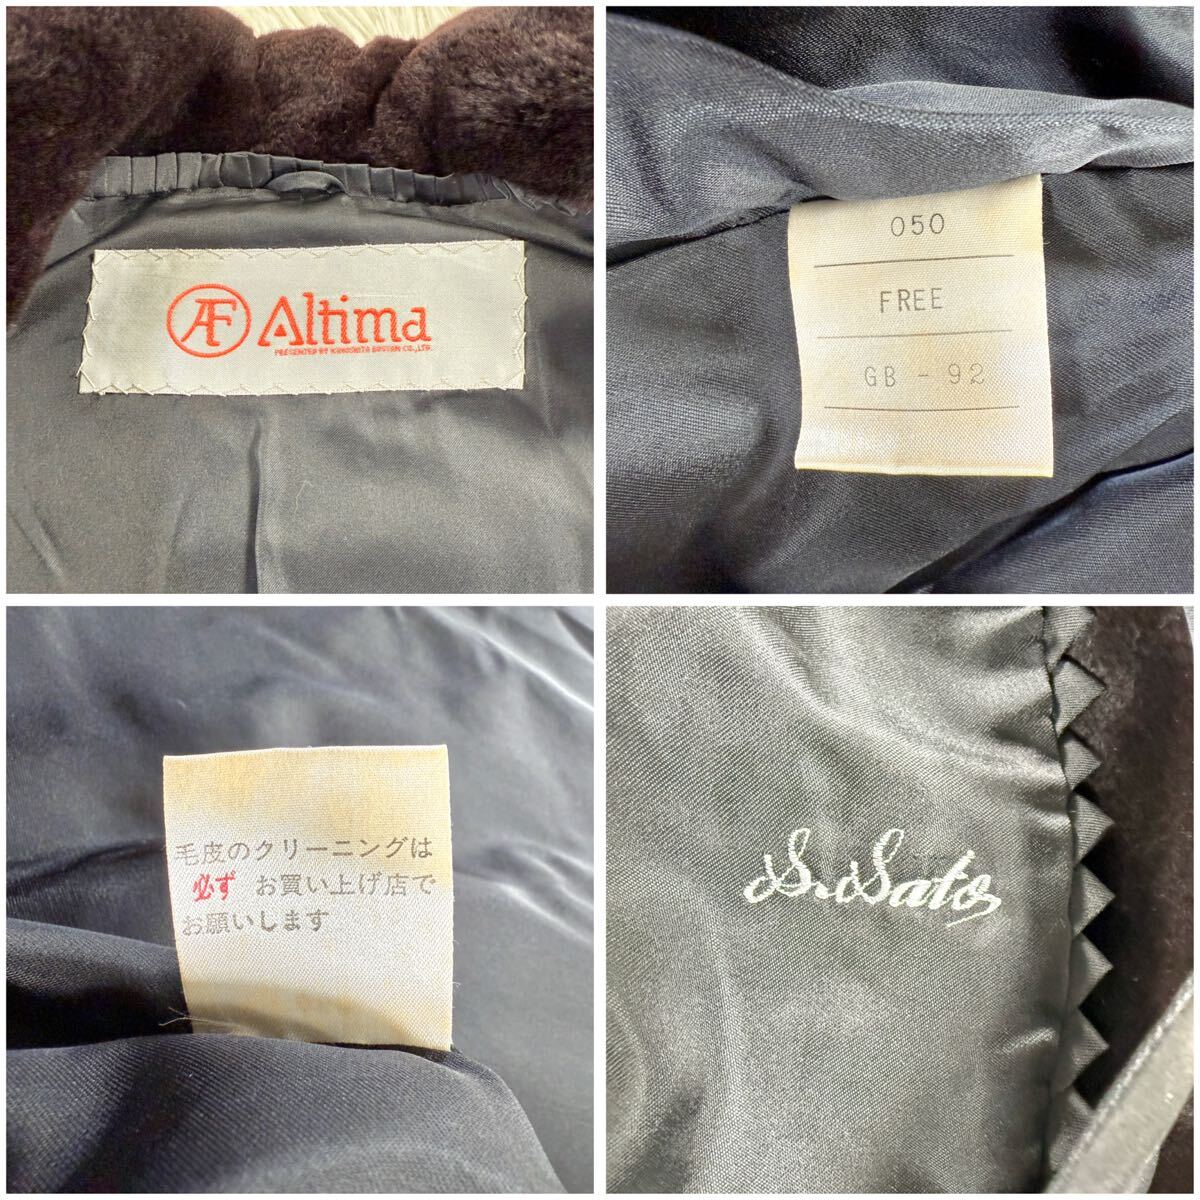 AF Altima
PRESENTED BY KINOSHITA BUSSAN CO.,LTD.
050
FREE
GB - 92
毛皮のクリーニングは
必ず お買い上げ店で
お願いします
S.Sato